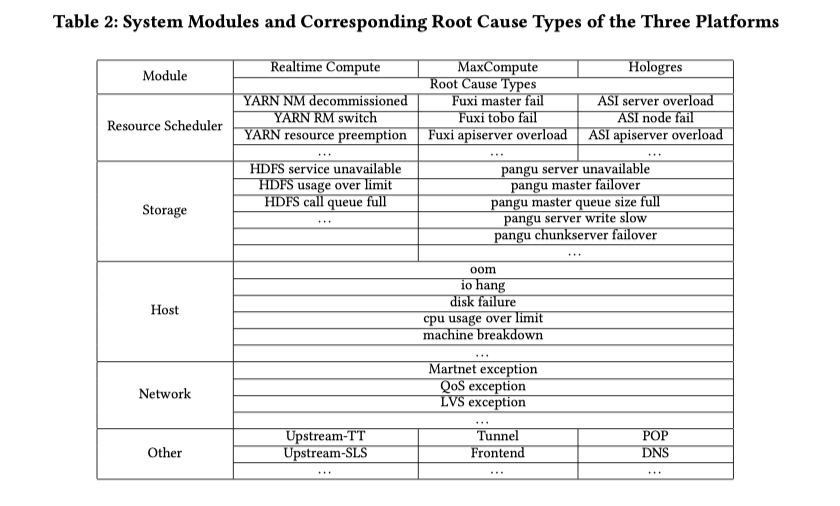 Table 2: System Modules and Corresponding Root Cause Types of the Three Platforms
Module Realtime Compute MaxCompute Hologres
Root Cause Types
Resource Scheduler
YARN NM decommissioned Fuxi master fail ASI server overload
YARN RM switch Fuxi tobo fail ASI node fail
YARN resource preemption Fuxi apiserver overload ASI apiserver overload
... ... ...
Storage
HDFS service unavailable pangu server unavailable
HDFS usage over limit pangu master failover
HDFS call queue full pangu master queue size full
... pangu server write slow
pangu chunkserver failover
...
Host
oom
io hang
disk failure
cpu usage over limit
machine breakdown
...
Network
Martnet exception
QoS exception
LVS exception
...
Other
Upstream-TT Tunnel POP
Upstream-SLS Frontend DNS
... ... ...